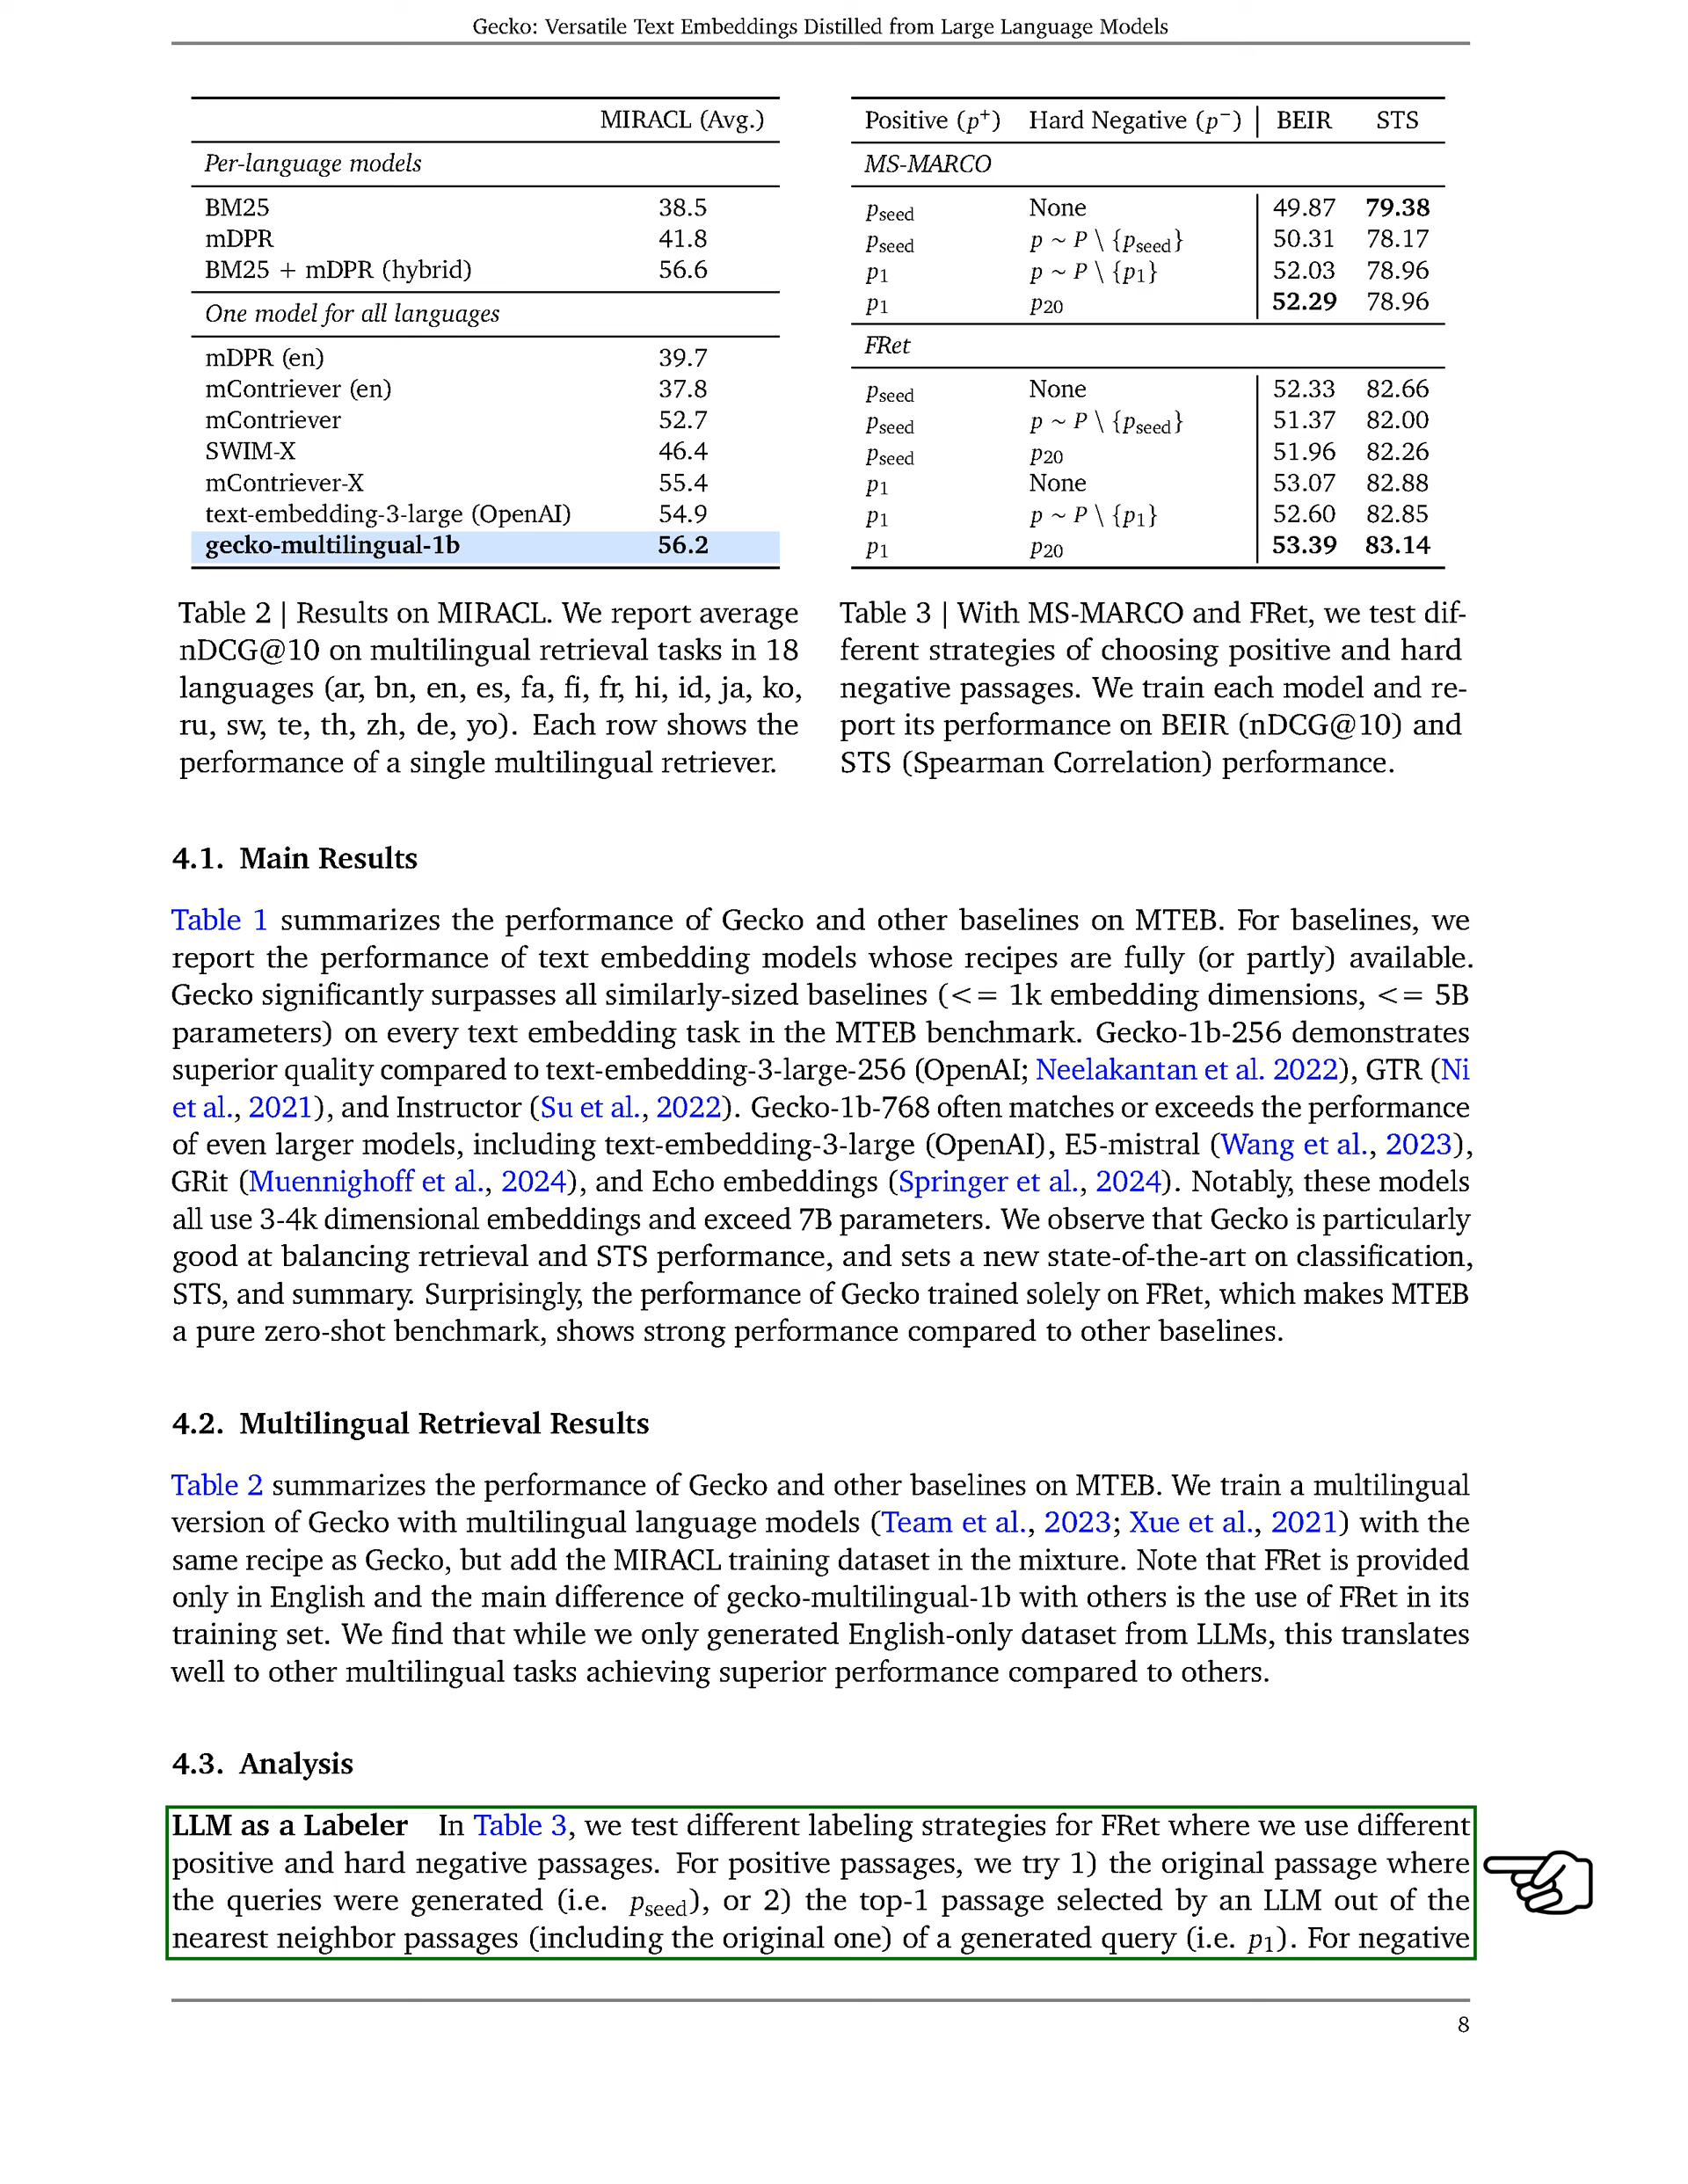 Gecko: Versatile Text Embeddings Distilled from Large Language Models
MIRACL (Avg.)
Per-language models
BM25 38.5
mDPR 41.8
BM25 + mDPR (hybrid) 56.6
One model for all languages
mDPR (en) 39.7
mContriever (en) 37.8
mContriever 52.7
SWIM-X 46.4
mContriever-X 55.4
text-embedding-3-large (OpenAI) 54.9
gecko-multilingual-1b 56.2
Table 2 | Results on MIRACL. We report average
nDCG@10 on multilingual retrieval tasks in 18
languages (ar, bn, en, es, fa, fi, fr, hi, id, ja, ko,
ru, sw, te, th, zh, de, yo). Each row shows the
performance of a single multilingual retriever.
Positive (p⁺) Hard Negative (p⁻) BEIR STS
MS-MARCO
p_seed None 49.87 79.38
p_seed p ~ P \ {p_seed} 50.31 78.17
p₁ p ~ P \ {p₁} 52.03 78.96
p₁ p₂₀ 52.29 78.96
FRet
p_seed None 52.33 82.66
p_seed p ~ P \ {p_seed} 51.37 82.00
p_seed p₂₀ 51.96 82.26
p₁ None 53.07 82.88
p₁ p ~ P \ {p₁} 52.60 82.85
p₁ p₂₀ 53.39 83.14
Table 3 | With MS-MARCO and FRet, we test dif-
ferent strategies of choosing positive and hard
negative passages. We train each model and re-
port its performance on BEIR (nDCG@10) and
STS (Spearman Correlation) performance.
4.1. Main Results
Table 1 summarizes the performance of Gecko and other baselines on MTEB. For baselines, we
report the performance of text embedding models whose recipes are fully (or partly) available.
Gecko significantly surpasses all similarly-sized baselines (<= 1k embedding dimensions, <= 5B
parameters) on every text embedding task in the MTEB benchmark. Gecko-1b-256 demonstrates
superior quality compared to text-embedding-3-large-256 (OpenAI; Neelakantan et al. 2022), GTR (Ni
et al., 2021), and Instructor (Su et al., 2022). Gecko-1b-768 often matches or exceeds the performance
of even larger models, including text-embedding-3-large (OpenAI), E5-mistral (Wang et al., 2023),
GRit (Muennighoff et al., 2024), and Echo embeddings (Springer et al., 2024). Notably, these models
all use 3-4k dimensional embeddings and exceed 7B parameters. We observe that Gecko is particularly
good at balancing retrieval and STS performance, and sets a new state-of-the-art on classification,
STS, and summary. Surprisingly, the performance of Gecko trained solely on FRet, which makes MTEB
a pure zero-shot benchmark, shows strong performance compared to other baselines.
4.2. Multilingual Retrieval Results
Table 2 summarizes the performance of Gecko and other baselines on MTEB. We train a multilingual
version of Gecko with multilingual language models (Team et al., 2023; Xue et al., 2021) with the
same recipe as Gecko, but add the MIRACL training dataset in the mixture. Note that FRet is provided
only in English and the main difference of gecko-multilingual-1b with others is the use of FRet in its
training set. We find that while we only generated English-only dataset from LLMs, this translates
well to other multilingual tasks achieving superior performance compared to others.
4.3. Analysis
LLM as a Labeler In Table 3, we test different labeling strategies for FRet where we use different
positive and hard negative passages. For positive passages, we try 1) the original passage where
the queries were generated (i.e. p_seed), or 2) the top-1 passage selected by an LLM out of the
nearest neighbor passages (including the original one) of a generated query (i.e. p₁). For negative
8